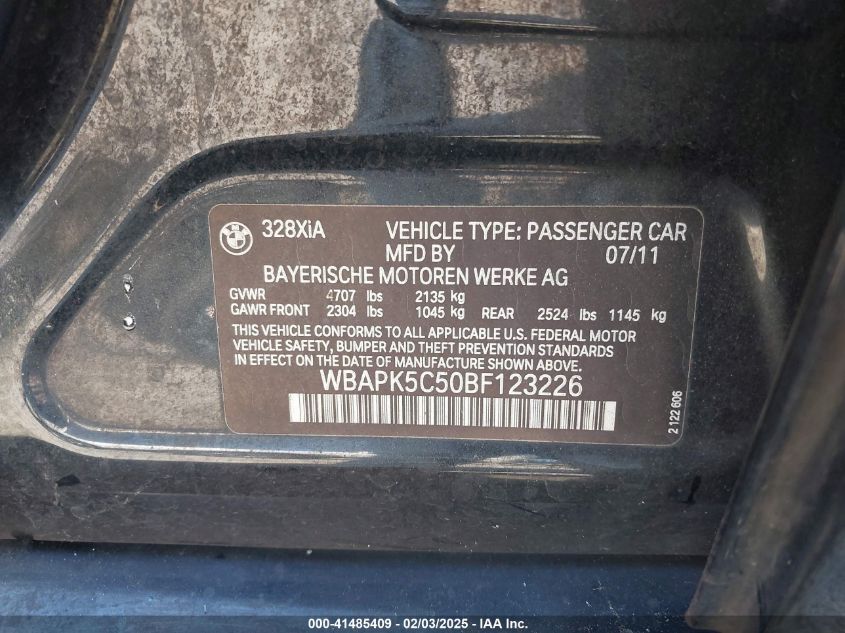 328XiA VEHICLE TYPE: PASSENGER CAR
MFD BY 07/11
BAYERISCHE MOTOREN WERKE AG
GVWR 4707 lbs 2135 kg
GAWR FRONT 2304 lbs 1045 kg REAR 2524 lbs 1145 kg
THIS VEHICLE CONFORMS TO ALL APPLICABLE U.S. FEDERAL MOTOR
VEHICLE SAFETY, BUMPER AND THEFT PREVENTION STANDARDS
IN EFFECT ON THE DATE OF MANUFACTURE SHOWN ABOVE.
WBAPK5C50BF123226
2 122 606
000-41485409 - 02/03/2025 - IAA Inc.